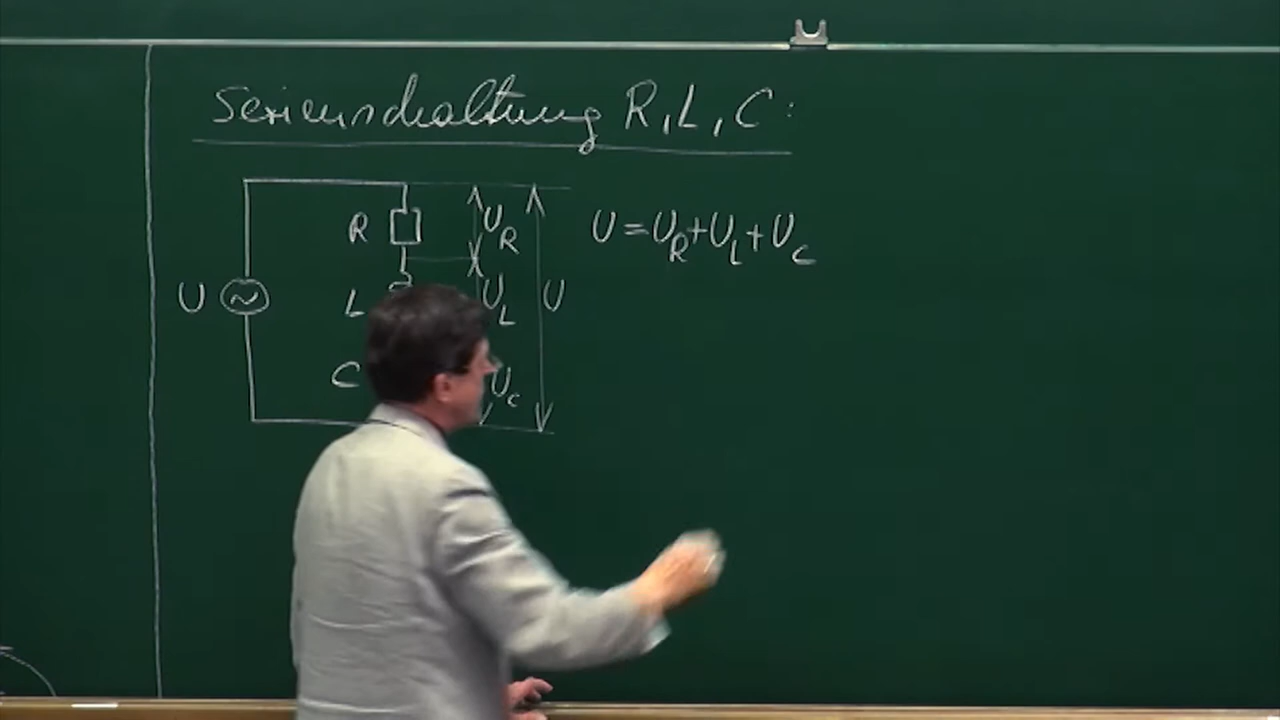 Serienschaltung R, L, C:
R
U_R
U = U_R + U_L + U_C
U
L
U_L
U
C
U_C